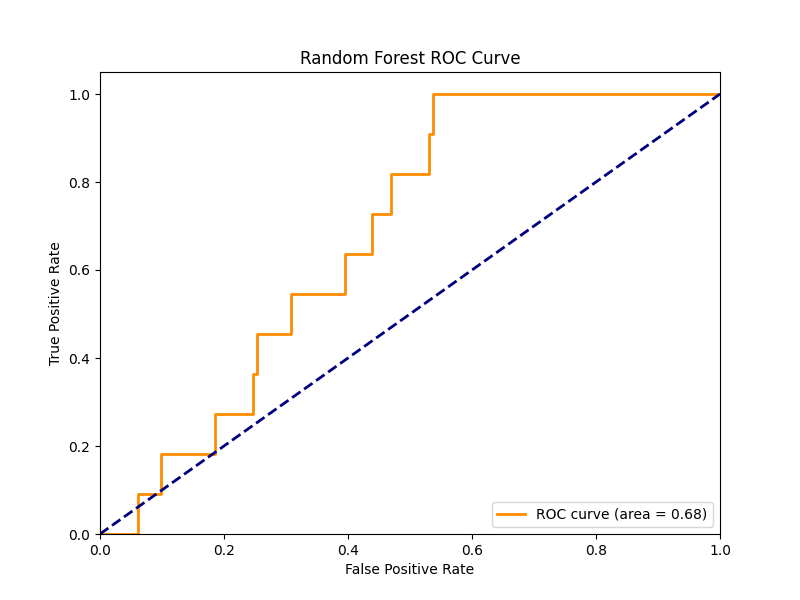 Random Forest ROC Curve
True Positive Rate
1.0
0.8
0.6
0.4
0.2
0.0
ROC curve (area = 0.68)
0.0 0.2 0.4 0.6 0.8 1.0
False Positive Rate